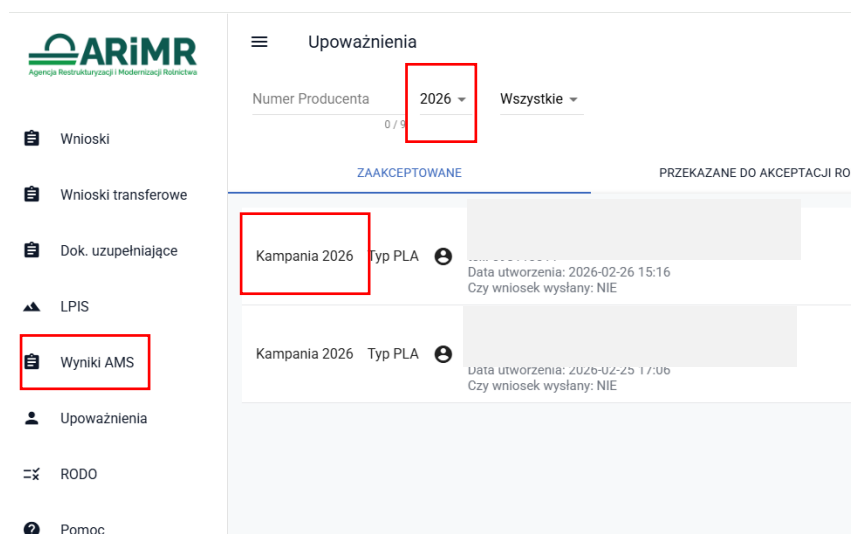 ARiMR
Agencja Restrukturyzacji i Modernizacji Rolnictwa
Upoważnienia
Numer Producenta
2026
Wszystkie
0 / 9
Wnioski
ZAAKCEPTOWANE
PRZEKAZANE DO AKCEPTACJI RO
Wnioski transferowe
Dok. uzupełniające
Kampania 2026 Typ PLA
Data utworzenia: 2026-02-26 15:16
Czy wniosek wysłany: NIE
LPIS
Wyniki AMS
Kampania 2026 Typ PLA
Data utworzenia: 2026-02-25 17:06
Czy wniosek wysłany: NIE
Upoważnienia
RODO
Pomoc